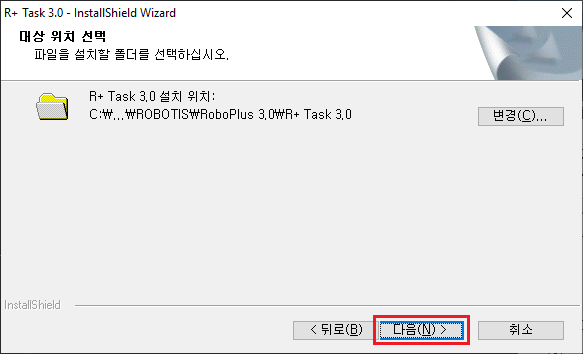 R+ Task 3.0 - InstallShield Wizard
대상 위치 선택
파일을 설치할 폴더를 선택하십시오.
R+ Task 3.0 설치 위치:
C:₩...₩ROBOTIS₩RoboPlus 3.0₩R+ Task 3.0
변경(C)...
InstallShield
< 뒤로(B)
다음(N) >
취소